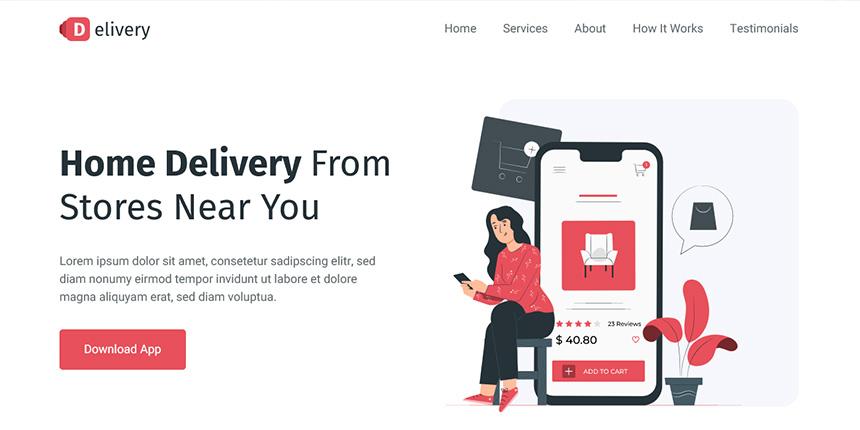 Delivery
Home Services About How It Works Testimonials
Home Delivery From
Stores Near You
Lorem ipsum dolor sit amet, consetetur sadipscing elitr, sed
diam nonumy eirmod tempor invidunt ut labore et dolore
magna aliquyam erat, sed diam voluptua.
Download App
1
23 Reviews
$ 40.80
ADD TO CART